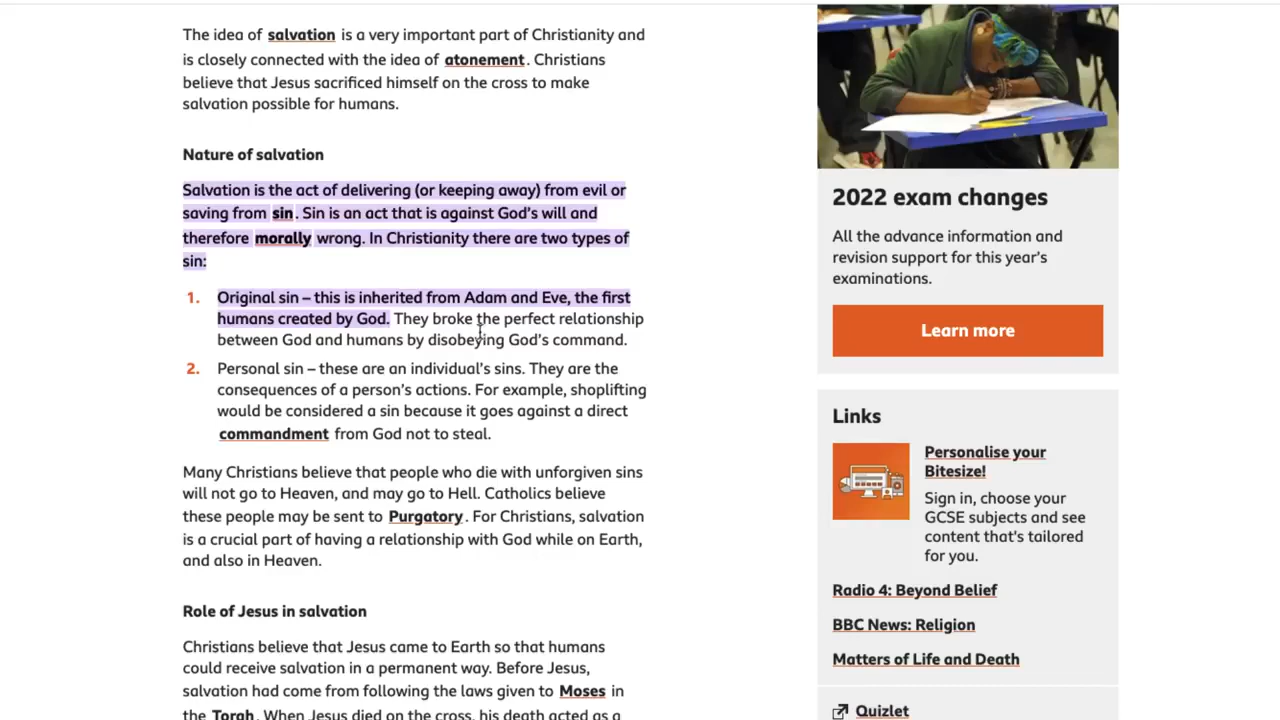 The idea of salvation is a very important part of Christianity and
is closely connected with the idea of atonement. Christians
believe that Jesus sacrificed himself on the cross to make
salvation possible for humans.
Nature of salvation
Salvation is the act of delivering (or keeping away) from evil or
saving from sin. Sin is an act that is against God's will and
therefore morally wrong. In Christianity there are two types of
sin:
1. Original sin – this is inherited from Adam and Eve, the first
humans created by God. They broke the perfect relationship
between God and humans by disobeying God's command.
2. Personal sin – these are an individual's sins. They are the
consequences of a person's actions. For example, shoplifting
would be considered a sin because it goes against a direct
commandment from God not to steal.
Many Christians believe that people who die with unforgiven sins
will not go to Heaven, and may go to Hell. Catholics believe
these people may be sent to Purgatory. For Christians, salvation
is a crucial part of having a relationship with God while on Earth,
and also in Heaven.
Role of Jesus in salvation
Christians believe that Jesus came to Earth so that humans
could receive salvation in a permanent way. Before Jesus,
salvation had come from following the laws given to Moses in
the Torah. When Jesus died on the cross, his death acted as a
2022 exam changes
All the advance information and
revision support for this year's
examinations.
Learn more
Links
Personalise your
Bitesize!
Sign in, choose your
GCSE subjects and see
content that's tailored
for you.
Radio 4: Beyond Belief
BBC News: Religion
Matters of Life and Death
Quizlet